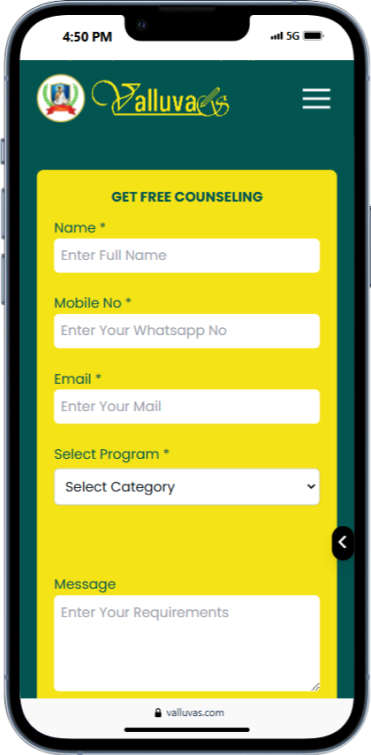 4:50 PM
5G
Valluvas
GET FREE COUNSELING
Name *
Enter Full Name
Mobile No *
Enter Your Whatsapp No
Email *
Enter Your Mail
Select Program *
Select Category
Message
Enter Your Requirements
valluvas.com